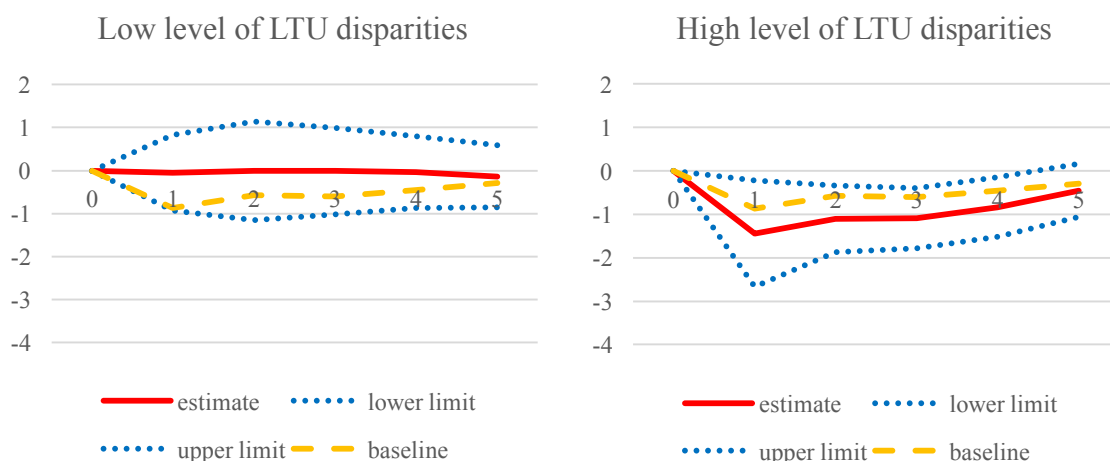 Low level of LTU disparities
2
1
0
-1
-2
-3
-4
0 1 2 3 4 5
estimate lower limit
upper limit baseline
High level of LTU disparities
2
1
0
-1
-2
-3
-4
0 1 2 3 4 5
estimate lower limit
upper limit baseline